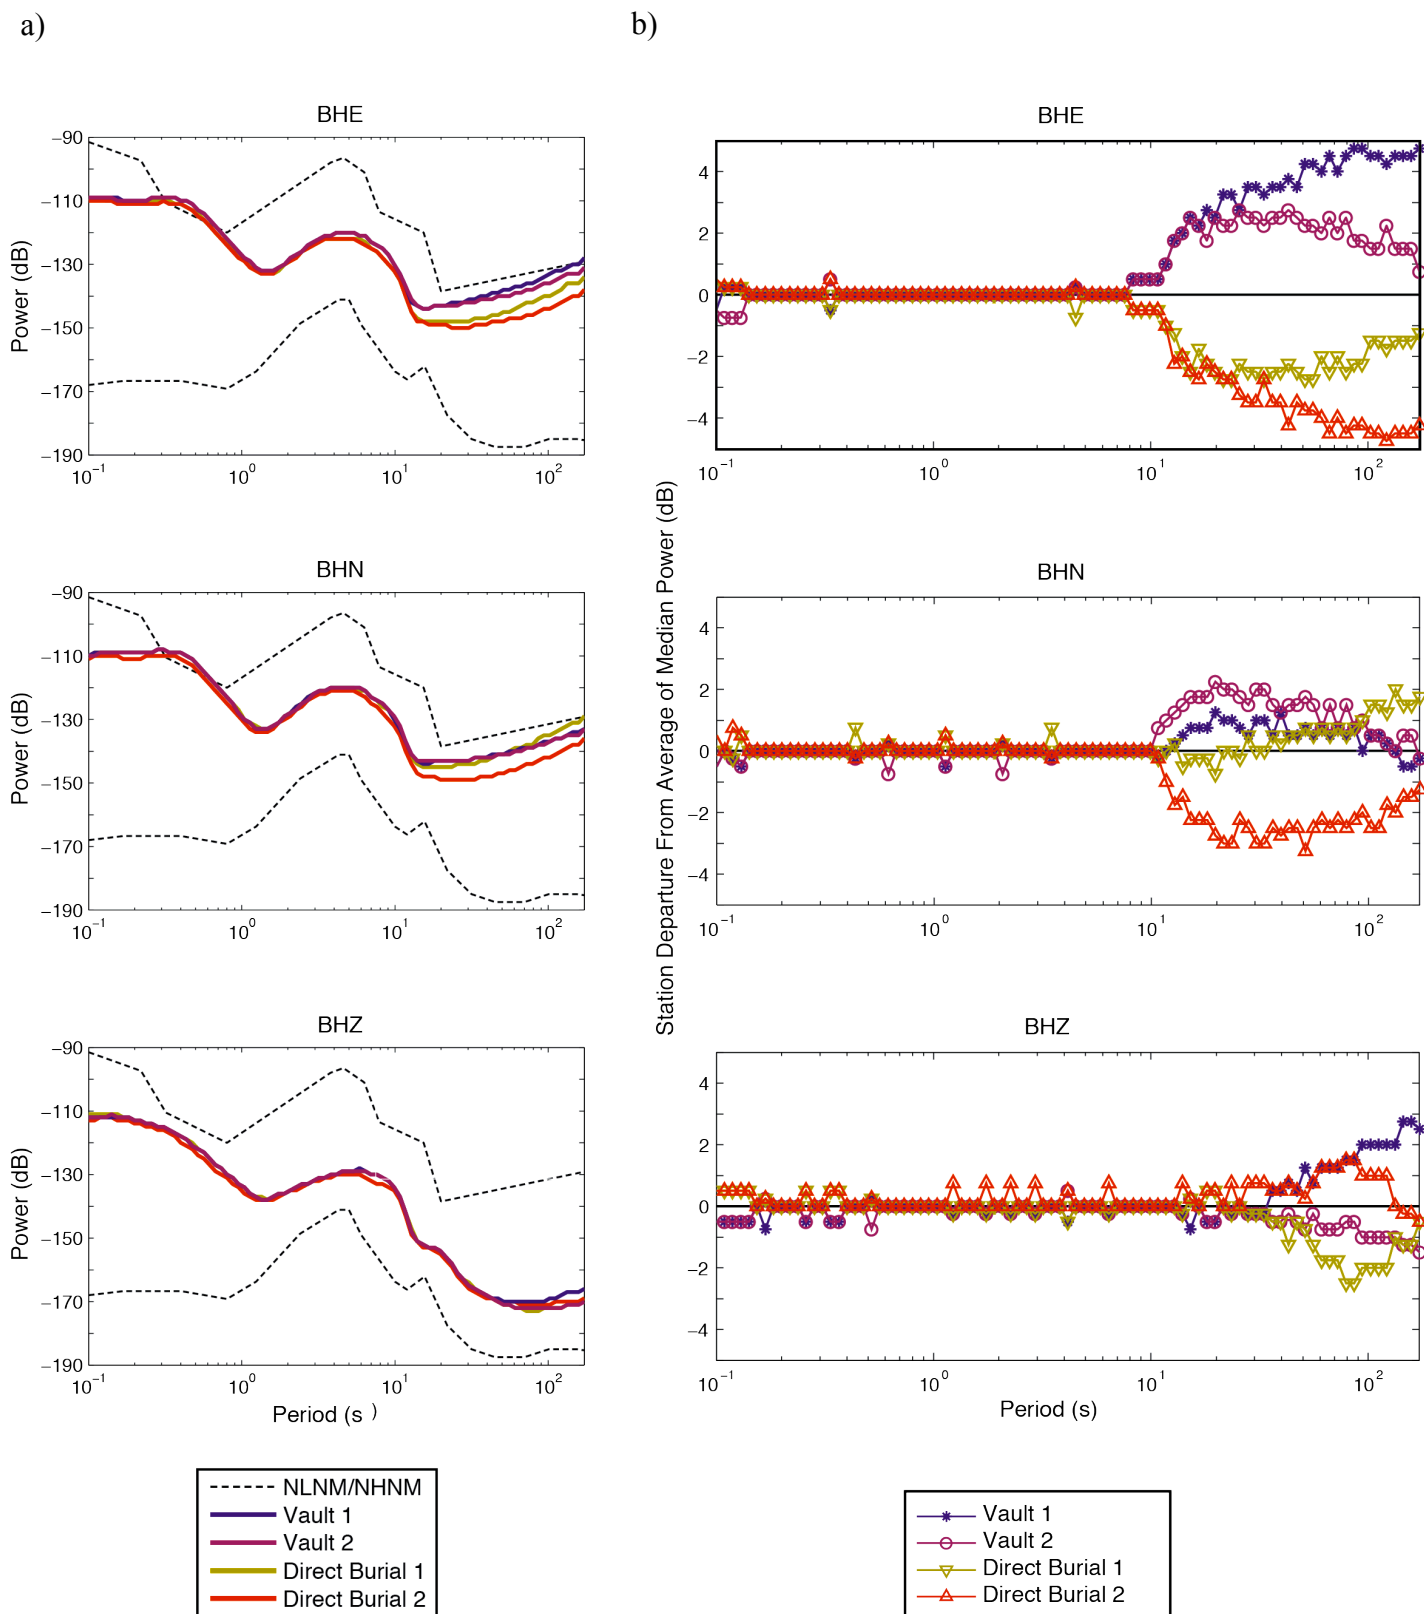 a)
BHE
−90
−110
−130
−150
−170
−190
Power (dB)
10−1
100
101
102
BHN
−90
−110
−130
−150
−170
−190
Power (dB)
10−1
100
101
102
BHZ
−90
−110
−130
−150
−170
−190
Power (dB)
10−1
100
101
102
Period (s )
NLNM/NHNM
Vault 1
Vault 2
Direct Burial 1
Direct Burial 2
b)
Station Departure From Average of Median Power (dB)
BHE
4
2
0
−2
−4
10−1
100
101
102
BHN
4
2
0
−2
−4
10−1
100
101
102
BHZ
4
2
0
−2
−4
10−1
100
101
102
Period (s)
Vault 1
Vault 2
Direct Burial 1
Direct Burial 2